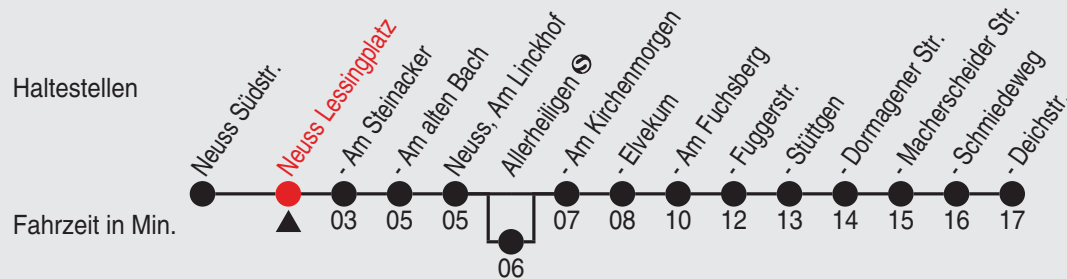 Haltestellen
Neuss Südstr.
Neuss Lessingplatz
- Am Steinacker
- Am alten Bach
Neuss, Am Linckhof
Allerheiligen S
- Am Kirchenmorgen
- Elvekum
- Am Fuchsberg
- Fuggerstr.
- Stüttgen
- Dormagener Str.
- Macherscheider Str.
- Schmiedeweg
- Deichstr.
Fahrzeit in Min.
03 05 05 07 08 10 12 13 14 15 16 17
06